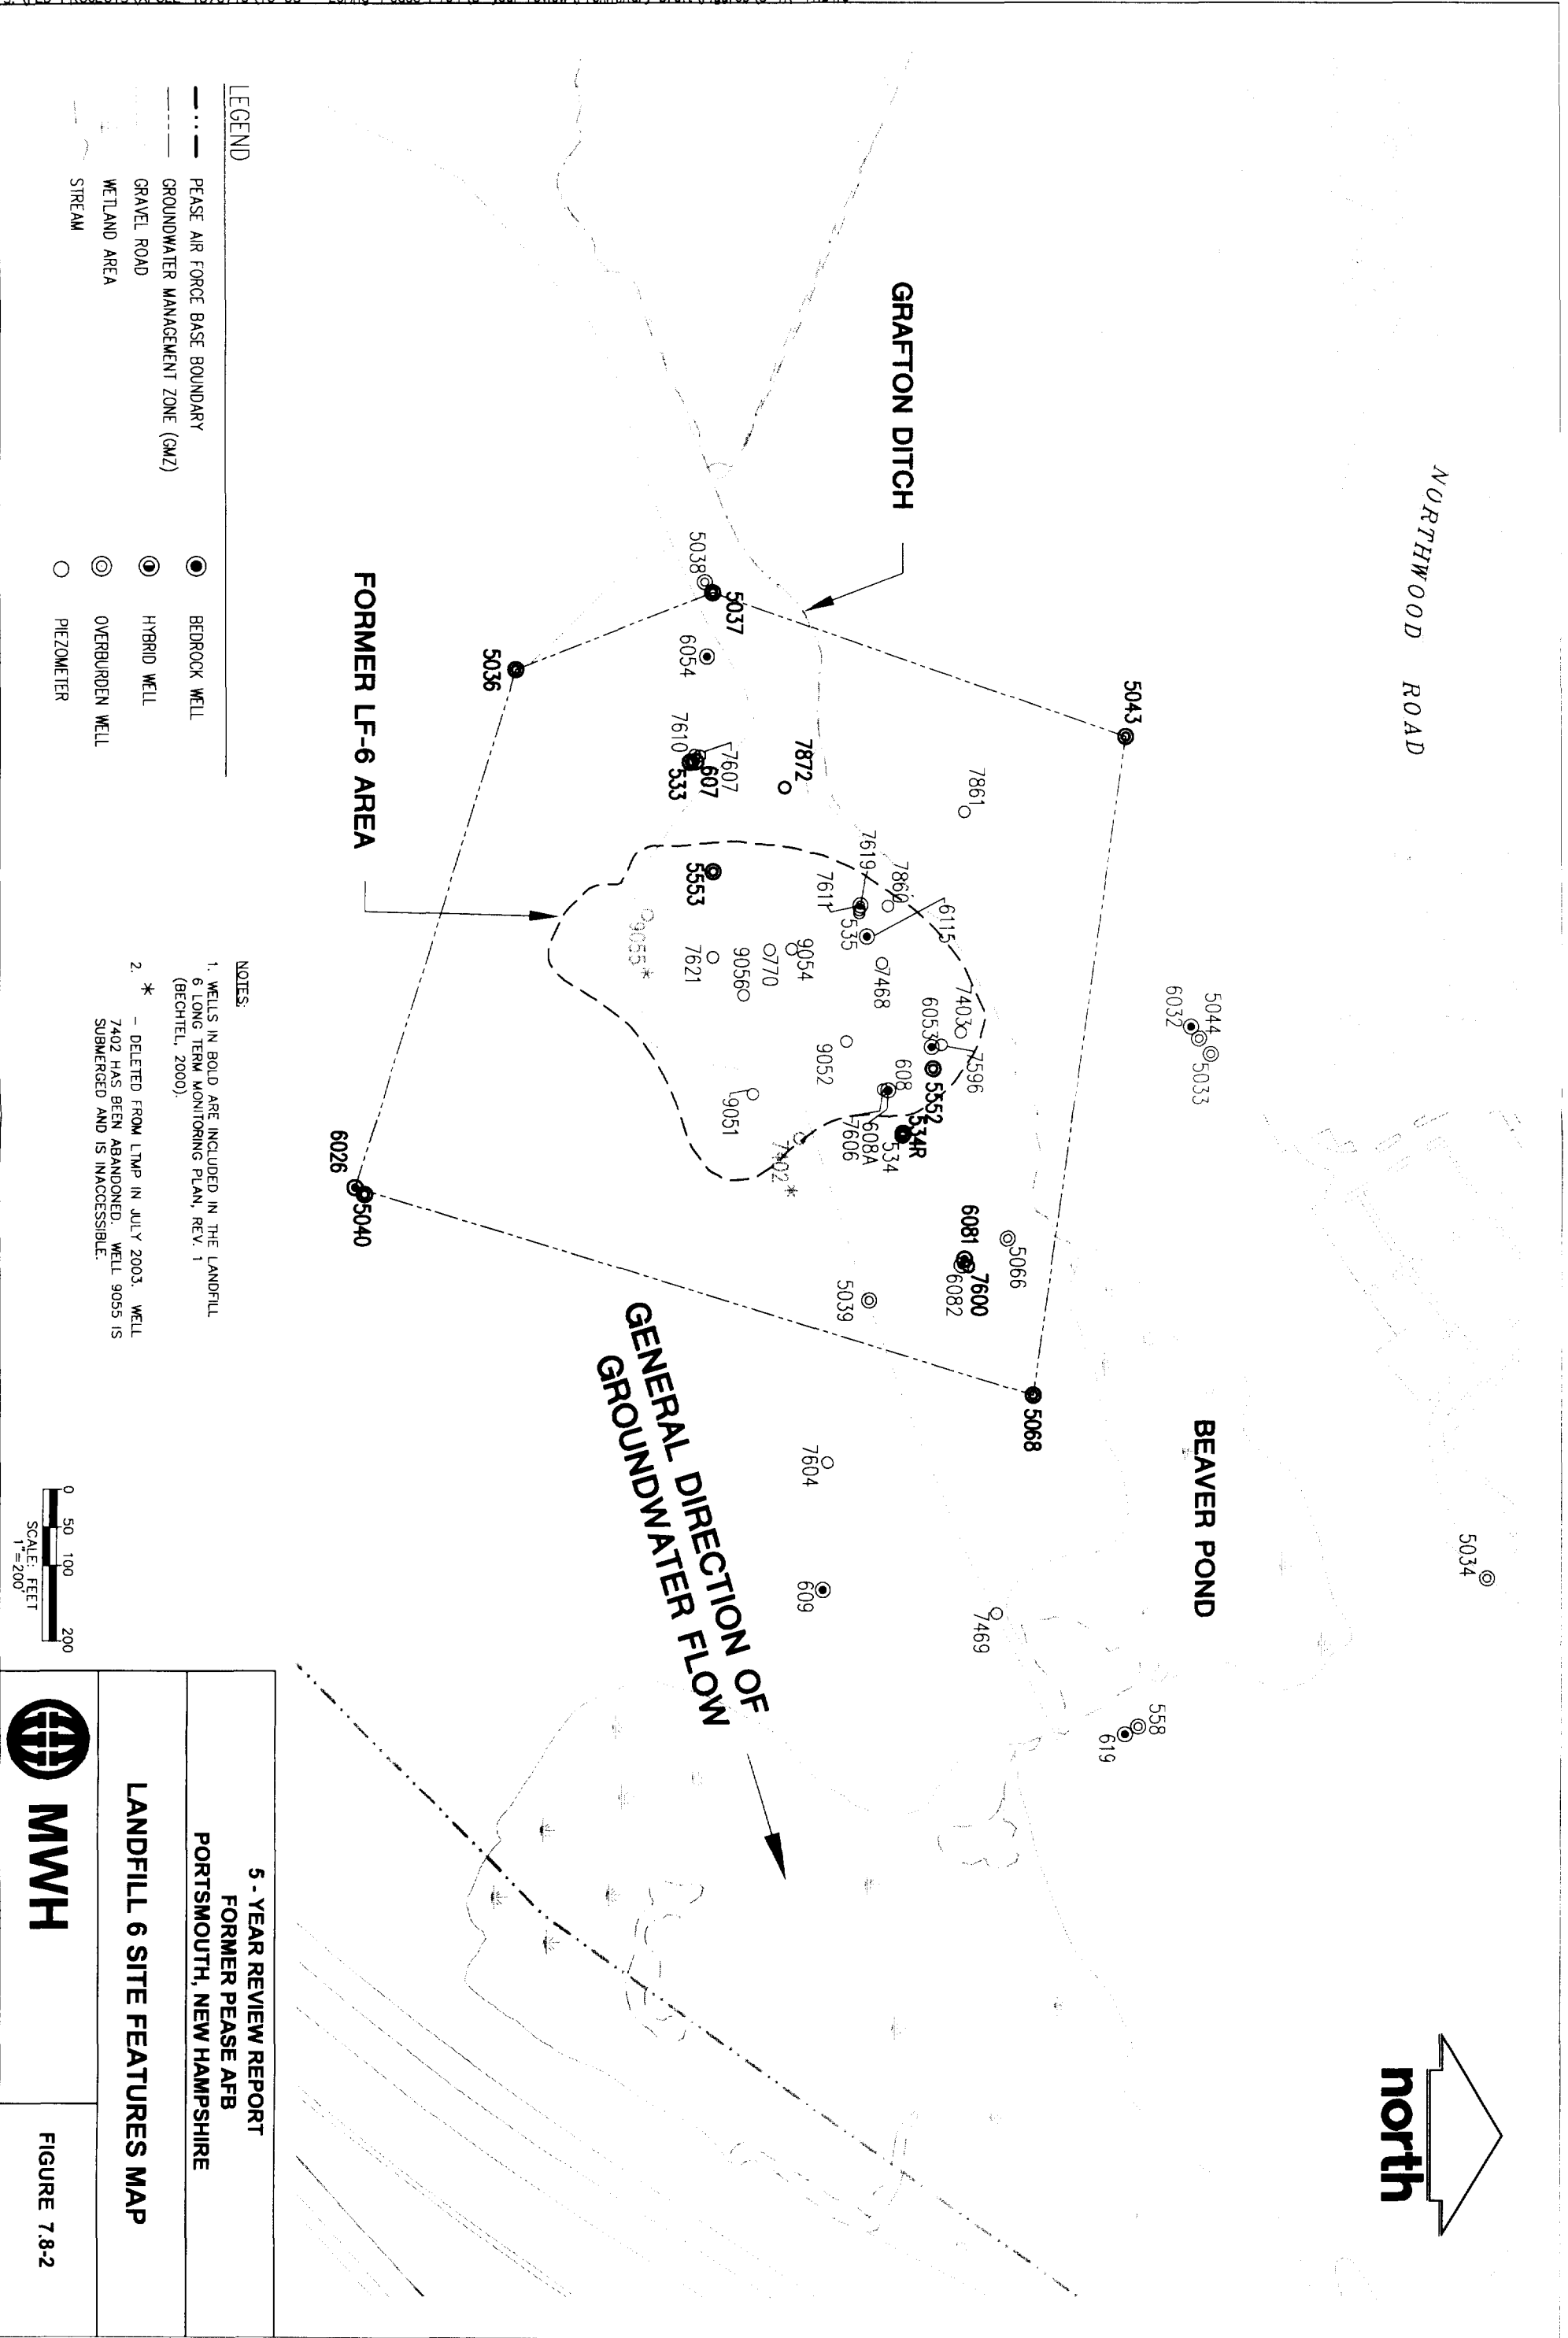 NORTHWOOD ROAD
north
GRAFTON DITCH
BEAVER POND
5034
5044
5033
6032
5043
7861
5068
558
619
5066
6081
7600
6082
7469
7403
6053
7596
5552
534R
534
608
608A
7606
6115
7860
7619
7611
535
7468
9052
5039
7872
9054
770
9056
7621
9051
7402*
7604
609
5038
5037
6054
7610
7607
607
533
5553
9055*
GENERAL DIRECTION OF
GROUNDWATER FLOW
5036
FORMER LF-6 AREA
6026
5040
LEGEND
PEASE AIR FORCE BASE BOUNDARY
GROUNDWATER MANAGEMENT ZONE (GMZ)
GRAVEL ROAD
WETLAND AREA
STREAM
BEDROCK WELL
HYBRID WELL
OVERBURDEN WELL
PIEZOMETER
NOTES:
1. WELLS IN BOLD ARE INCLUDED IN THE LANDFILL
6 LONG TERM MONITORING PLAN, REV. 1
(BECHTEL, 2000).
2. * - DELETED FROM LTMP IN JULY 2003. WELL
7402 HAS BEEN ABANDONED. WELL 9055 IS
SUBMERGED AND IS INACCESSIBLE.
0 50 100 200
SCALE: FEET
1"=200'
5 - YEAR REVIEW REPORT
FORMER PEASE AFB
PORTSMOUTH, NEW HAMPSHIRE
LANDFILL 6 SITE FEATURES MAP
MWH
FIGURE 7.8-2